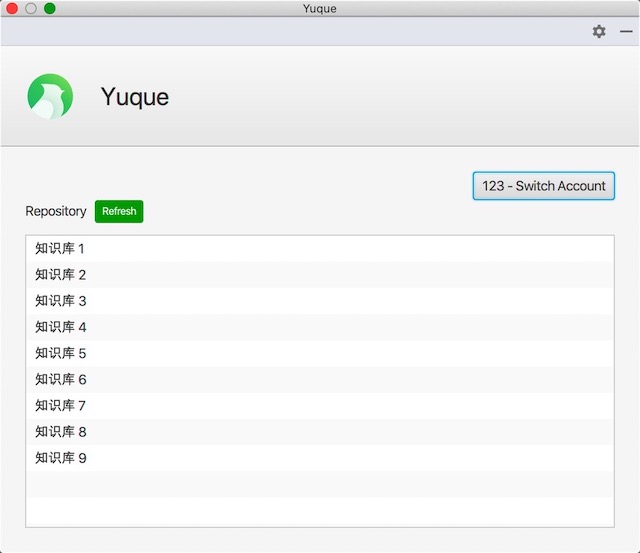 Yuque
Yuque
123 - Switch Account
Repository Refresh
知识库 1
知识库 2
知识库 3
知识库 4
知识库 5
知识库 6
知识库 7
知识库 8
知识库 9